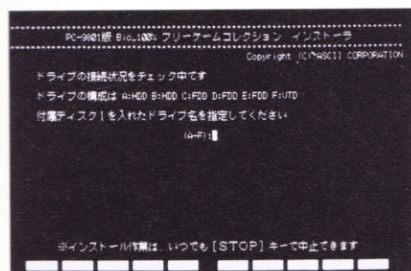 PC-9801版 Bio_100% フリーゲームコレクション インストーラ
Copyright (C) ASCII CORPORATION
ドライブの接続状況をチェック中です
ドライブの構成は A:HDD B:HDD C:FDD D:FDD E:FDD F:UTD
付属ディスク1を入れたドライブ名を指定してください
(A-F):
※インストール作業は、いつでも[STOP]キーで中止できます